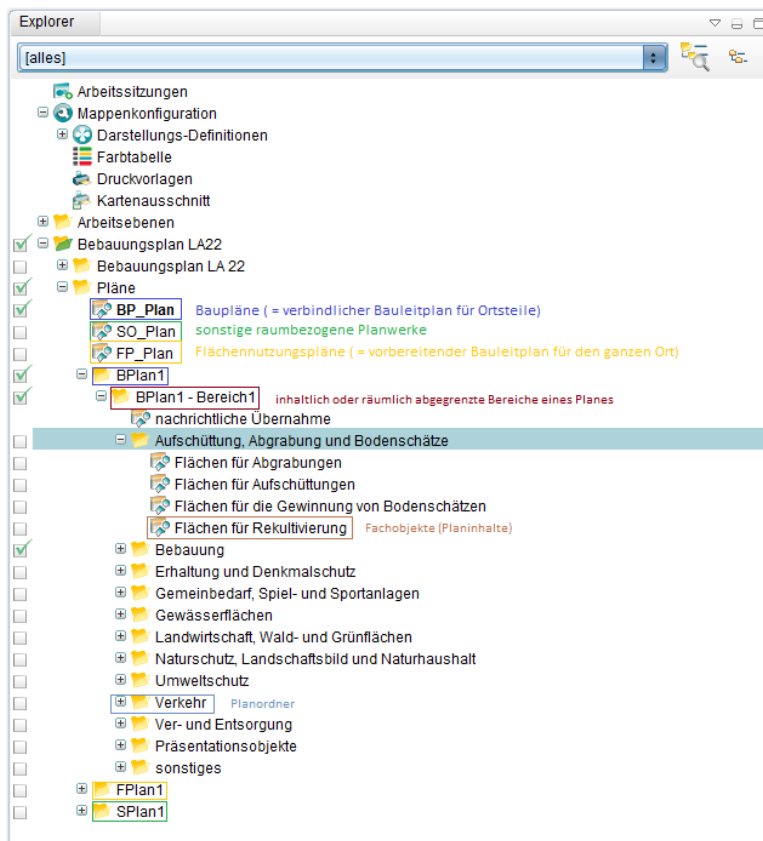 Explorer
[alles]
Arbeitssitzungen
Mappenkonfiguration
Darstellungs-Definitionen
Farbtabelle
Druckvorlagen
Kartenausschnitt
Arbeitsebenen
Bebauungsplan LA22
Bebauungsplan LA 22
Pläne
BP_Plan Baupläne ( = verbindlicher Bauleitplan für Ortsteile)
SO_Plan sonstige raumbezogene Planwerke
FP_Plan Flächennutzungspläne ( = vorbereitender Bauleitplan für den ganzen Ort)
BPlan1
BPlan1 - Bereich1 inhaltlich oder räumlich abgegrenzte Bereiche eines Planes
nachrichtliche Übernahme
Aufschüttung, Abgrabung und Bodenschätze
Flächen für Abgrabungen
Flächen für Aufschüttungen
Flächen für die Gewinnung von Bodenschätzen
Flächen für Rekultivierung Fachobjekte (Planinhalte)
Bebauung
Erhaltung und Denkmalschutz
Gemeinbedarf, Spiel- und Sportanlagen
Gewässerflächen
Landwirtschaft, Wald- und Grünflächen
Naturschutz, Landschaftsbild und Naturhaushalt
Umweltschutz
Verkehr Planordner
Ver- und Entsorgung
Präsentationsobjekte
sonstiges
FPlan1
SPlan1